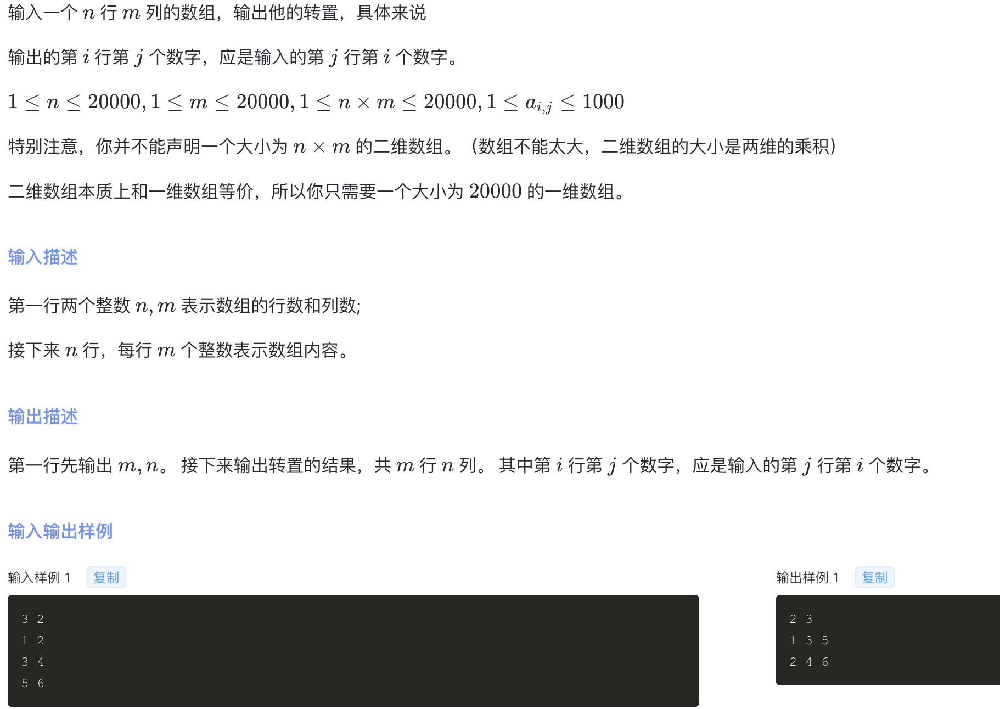 输入一个 n 行 m 列的数组，输出他的转置，具体来说
输出的第 i 行第 j 个数字，应是输入的第 j 行第 i 个数字。
1 ≤ n ≤ 20000, 1 ≤ m ≤ 20000, 1 ≤ n × m ≤ 20000, 1 ≤ a_{i,j} ≤ 1000
特别注意，你并不能声明一个大小为 n × m 的二维数组。（数组不能太大，二维数组的大小是两维的乘积）
二维数组本质上和一维数组等价，所以你只需要一个大小为 20000 的一维数组。
输入描述
第一行两个整数 n, m 表示数组的行数和列数;
接下来 n 行，每行 m 个整数表示数组内容。
输出描述
第一行先输出 m, n。 接下来输出转置的结果，共 m 行 n 列。 其中第 i 行第 j 个数字，应是输入的第 j 行第 i 个数字。
输入输出样例
输入样例 1 复制
3 2
1 2
3 4
5 6
输出样例 1 复制
2 3
1 3 5
2 4 6